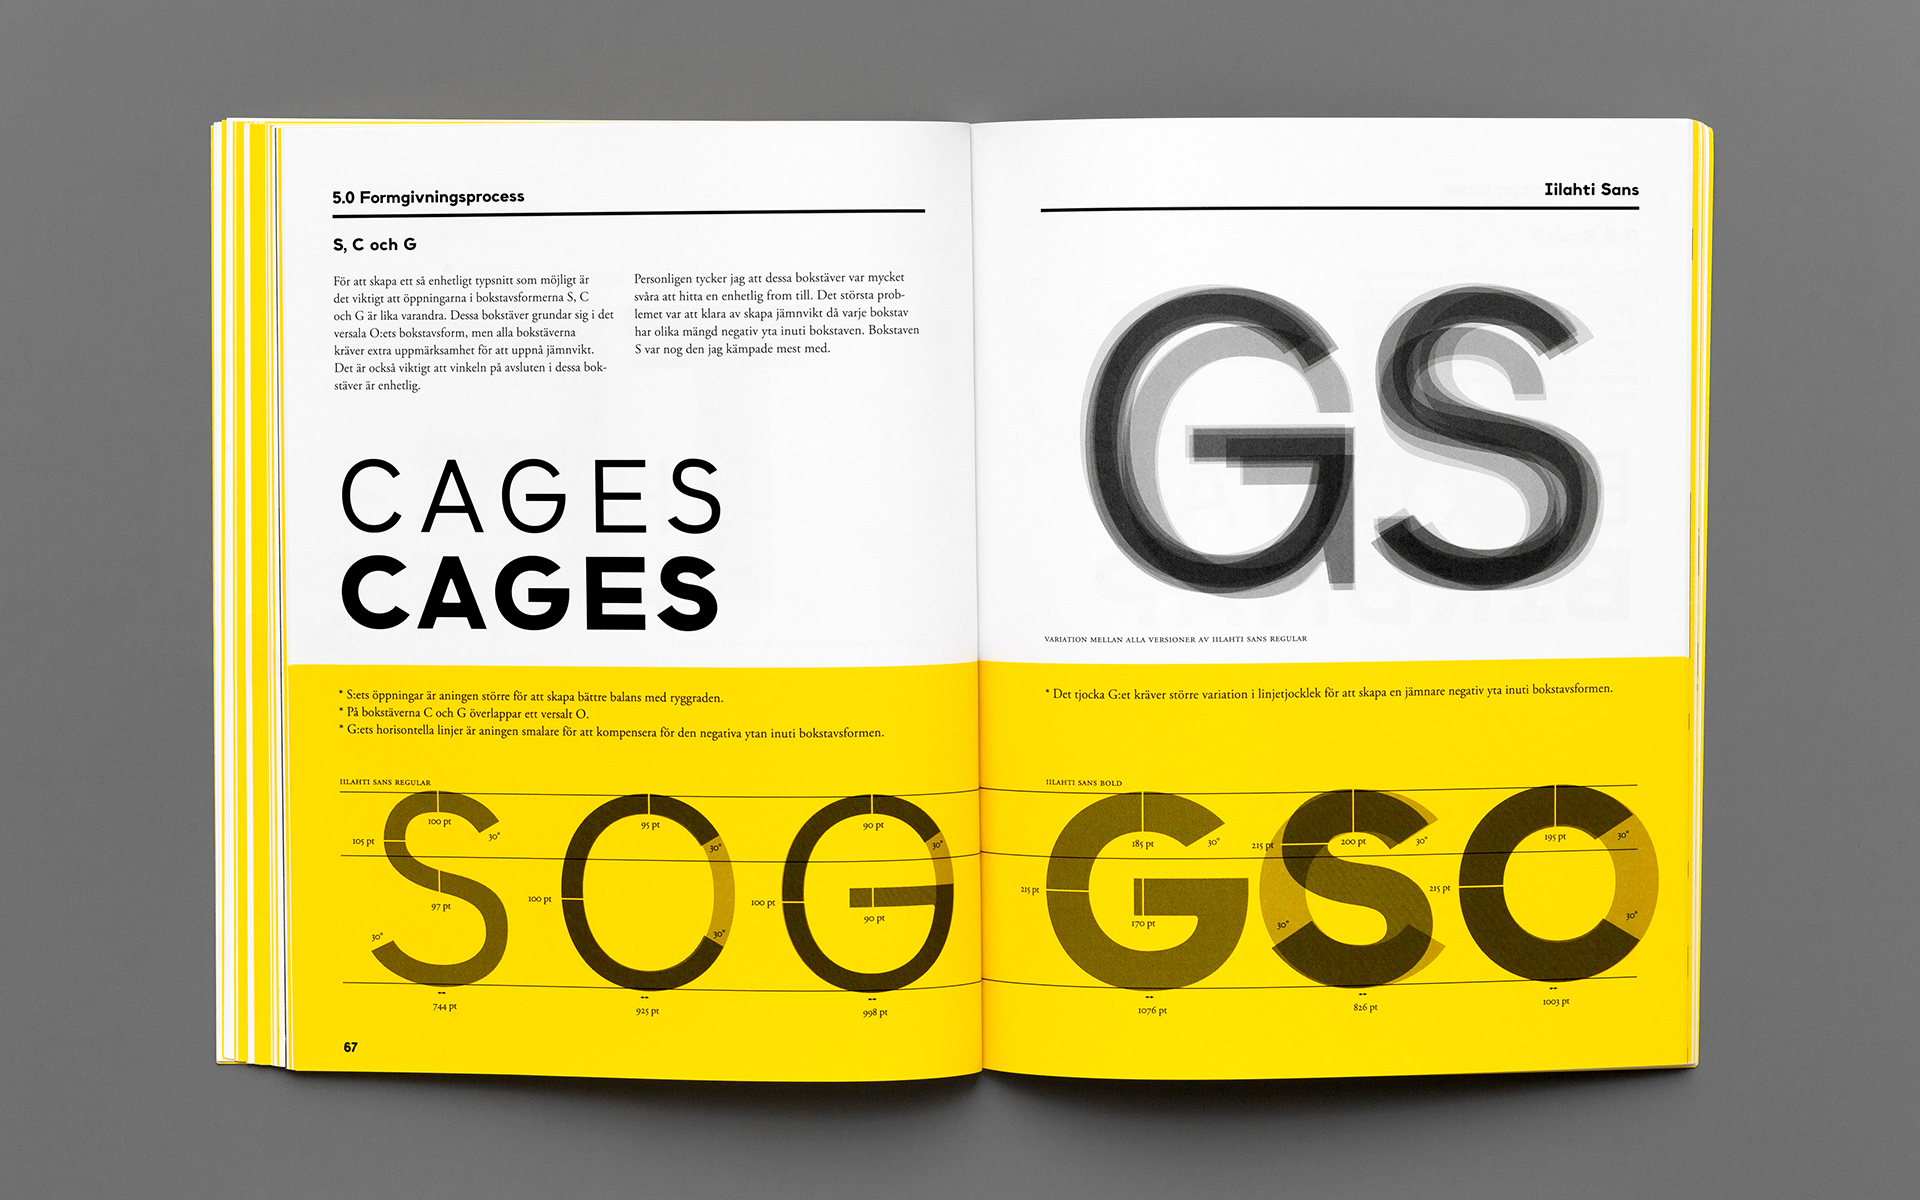 5.0 Formgivningsprocess
S, C och G
För att skapa ett så enhetligt typsnitt som möjligt är
det viktigt att öppningarna i bokstavsformerna S, C
och G är lika varandra. Dessa bokstäver grundar sig i det
versala O:ets bokstavsform, men alla bokstäverna
kräver extra uppmärksamhet för att uppnå jämnvikt.
Det är också viktigt att vinkeln på avsluten i dessa bok-
stäver är enhetlig.
Personligen tycker jag att dessa bokstäver var mycket
svåra att hitta en enhetlig from till. Det största prob-
lemet var att klara av skapa jämnvikt då varje bokstav
har olika mängd negativ yta inuti bokstaven. Bokstaven
S var nog den jag kämpade mest med.
CAGES
CAGES
* S:ets öppningar är aningen större för att skapa bättre balans med ryggraden.
* På bokstäverna C och G överlappar ett versalt O.
* G:ets horisontella linjer är aningen smalare för att kompensera för den negativa ytan inuti bokstavsformen.
IILAHTI SANS REGULAR
S O G
100 pt
30°
105 pt
97 pt
30°
744 pt
95 pt
30°
100 pt
30°
925 pt
90 pt
30°
100 pt
90 pt
998 pt
67
Iilahti Sans
GS
VARIATION MELLAN ALLA VERSIONER AV IILAHTI SANS REGULAR
* Det tjocka G:et kräver större variation i linjetjocklek för att skapa en jämnare negativ yta inuti bokstavsformen.
IILAHTI SANS BOLD
G S O
185 pt
30°
215 pt
170 pt
1076 pt
215 pt
200 pt
30°
30°
826 pt
195 pt
30°
215 pt
30°
1003 pt